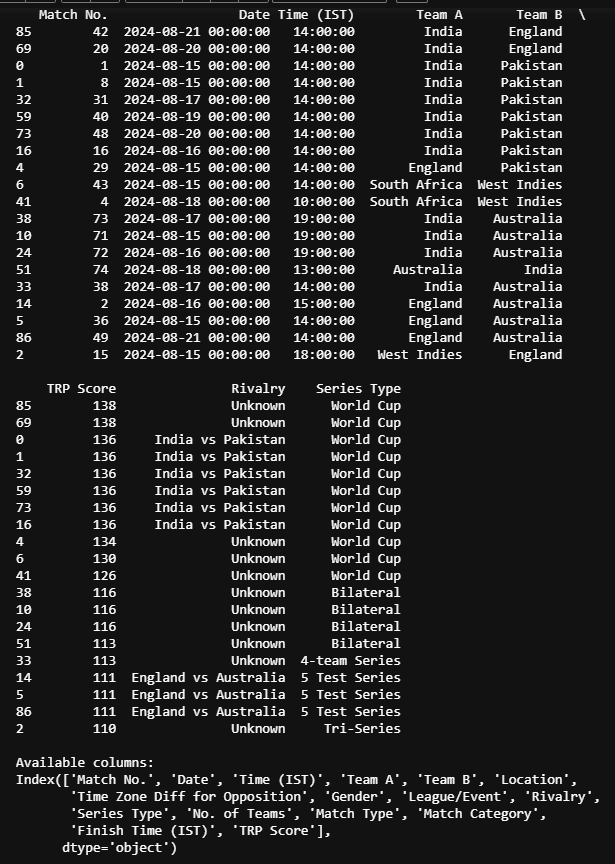 Match No. Date Time (IST) Team A Team B \
85 42 2024-08-21 00:00:00 14:00:00 India England
69 20 2024-08-20 00:00:00 14:00:00 India England
0 1 2024-08-15 00:00:00 14:00:00 India Pakistan
1 8 2024-08-15 00:00:00 14:00:00 India Pakistan
32 31 2024-08-17 00:00:00 14:00:00 India Pakistan
59 40 2024-08-19 00:00:00 14:00:00 India Pakistan
73 48 2024-08-20 00:00:00 14:00:00 India Pakistan
16 16 2024-08-16 00:00:00 14:00:00 India Pakistan
4 29 2024-08-15 00:00:00 14:00:00 England Pakistan
6 43 2024-08-15 00:00:00 14:00:00 South Africa West Indies
41 4 2024-08-18 00:00:00 10:00:00 South Africa West Indies
38 73 2024-08-17 00:00:00 19:00:00 India Australia
10 71 2024-08-15 00:00:00 19:00:00 India Australia
24 72 2024-08-16 00:00:00 19:00:00 India Australia
51 74 2024-08-18 00:00:00 13:00:00 Australia India
33 38 2024-08-17 00:00:00 14:00:00 India Australia
14 2 2024-08-16 00:00:00 15:00:00 England Australia
5 36 2024-08-15 00:00:00 14:00:00 England Australia
86 49 2024-08-21 00:00:00 14:00:00 England Australia
2 15 2024-08-15 00:00:00 18:00:00 West Indies England
TRP Score Rivalry Series Type
85 138 Unknown World Cup
69 138 Unknown World Cup
0 136 India vs Pakistan World Cup
1 136 India vs Pakistan World Cup
32 136 India vs Pakistan World Cup
59 136 India vs Pakistan World Cup
73 136 India vs Pakistan World Cup
16 136 India vs Pakistan World Cup
4 134 Unknown World Cup
6 130 Unknown World Cup
41 126 Unknown World Cup
38 116 Unknown Bilateral
10 116 Unknown Bilateral
24 116 Unknown Bilateral
51 113 Unknown Bilateral
33 113 Unknown 4-team Series
14 111 England vs Australia 5 Test Series
5 111 England vs Australia 5 Test Series
86 111 England vs Australia 5 Test Series
2 110 Unknown Tri-Series
Available columns:
Index(['Match No.', 'Date', 'Time (IST)', 'Team A', 'Team B', 'Location',
'Time Zone Diff for Opposition', 'Gender', 'League/Event', 'Rivalry',
'Series Type', 'No. of Teams', 'Match Type', 'Match Category',
'Finish Time (IST)', 'TRP Score'],
dtype='object')